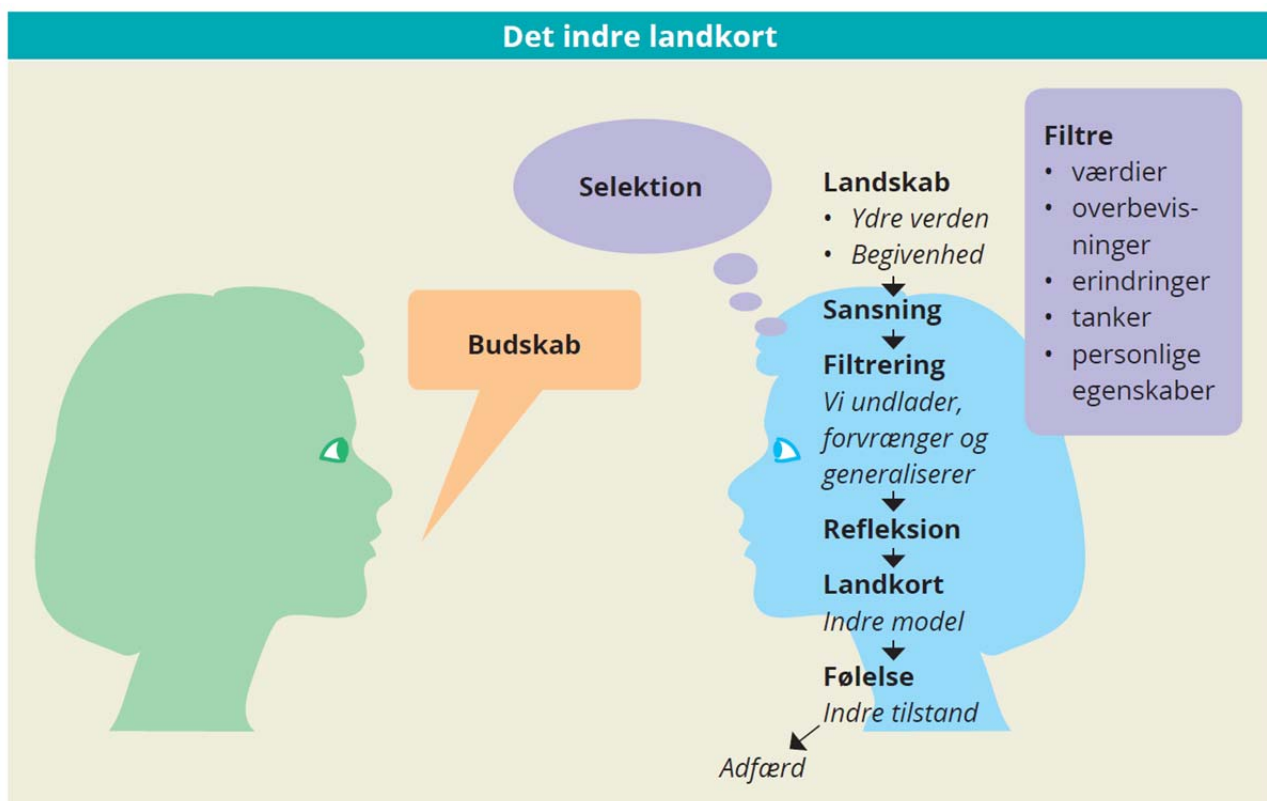 Det indre landkort
Selektion
Budskab
Landskab
• Ydre verden
• Begivenhed
Sansning
Filtrering
Vi undlader,
forvrænger og
generaliserer
Refleksion
Landkort
Indre model
Følelse
Indre tilstand
Adfærd
Filtre
• værdier
• overbevis-
ninger
• erindringer
• tanker
• personlige
egenskaber